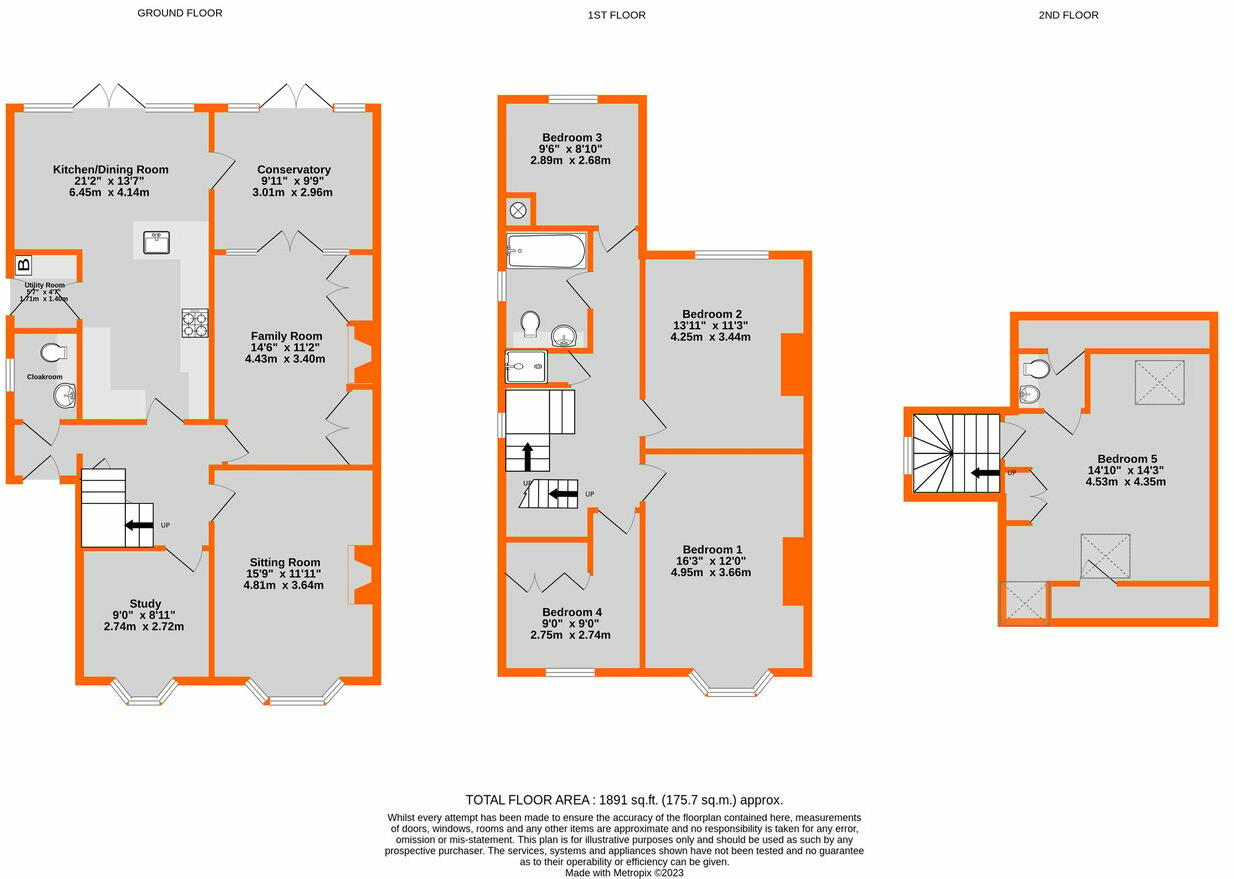 GROUND FLOOR
1ST FLOOR
2ND FLOOR
Kitchen/Dining Room
21'2" x 13'7"
6.45m x 4.14m
Conservatory
9'11" x 9'9"
3.01m x 2.96m
B
Utility Room
5'7" x 4'7"
1.71m x 1.40m
Family Room
14'6" x 11'2"
4.43m x 3.40m
Cloakroom
UP
Sitting Room
15'9" x 11'11"
4.81m x 3.64m
Study
9'0" x 8'11"
2.74m x 2.72m
Bedroom 3
9'6" x 8'10"
2.89m x 2.68m
Bedroom 2
13'11" x 11'3"
4.25m x 3.44m
UP
UP
Bedroom 1
16'3" x 12'0"
4.95m x 3.66m
Bedroom 4
9'0" x 9'0"
2.75m x 2.74m
Bedroom 5
14'10" x 14'3"
4.53m x 4.35m
UP
TOTAL FLOOR AREA : 1891 sq.ft. (175.7 sq.m.) approx.
Whilst every attempt has been made to ensure the accuracy of the floorplan contained here, measurements
of doors, windows, rooms and any other items are approximate and no responsibility is taken for any error,
omission or mis-statement. This plan is for illustrative purposes only and should be used as such by any
prospective purchaser. The services, systems and appliances shown have not been tested and no guarantee
as to their operability or efficiency can be given.
Made with Metropix ©2023